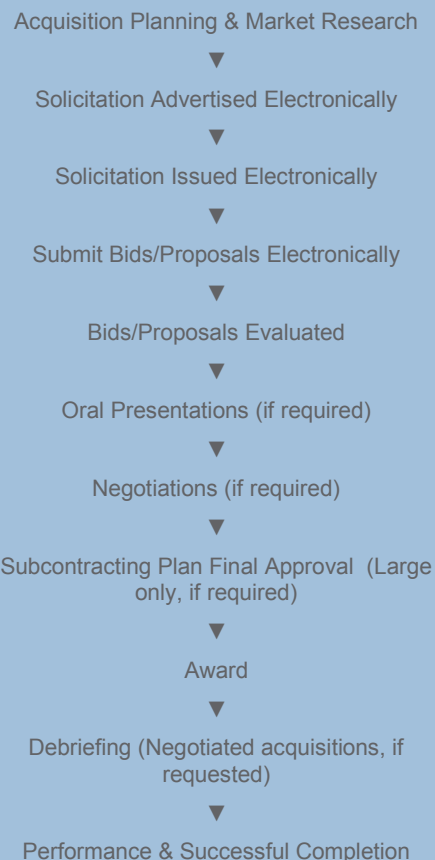 Acquisition Planning & Market Research
▼
Solicitation Advertised Electronically
▼
Solicitation Issued Electronically
▼
Submit Bids/Proposals Electronically
▼
Bids/Proposals Evaluated
▼
Oral Presentations (if required)
▼
Negotiations (if required)
▼
Subcontracting Plan Final Approval (Large
only, if required)
▼
Award
▼
Debriefing (Negotiated acquisitions, if
requested)
▼
Performance & Successful Completion